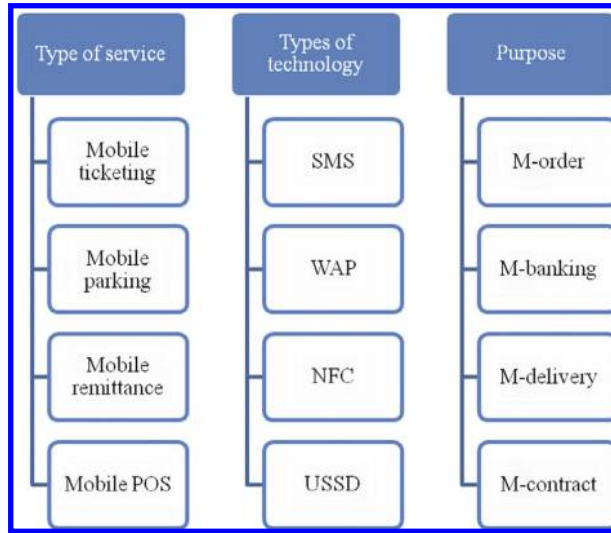 Type of service
Mobile
ticketing
Mobile
parking
Mobile
remittance
Mobile POS
Types of
technology
SMS
WAP
NFC
USSD
Purpose
M-order
M-banking
M-delivery
M-contract